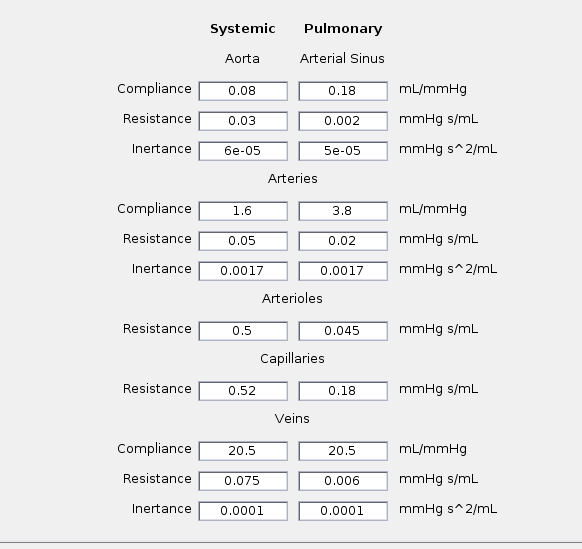 Systemic Pulmonary
Aorta Arterial Sinus
Compliance 0.08 0.18 mL/mmHg
Resistance 0.03 0.002 mmHg s/mL
Inertance 6e-05 5e-05 mmHg s^2/mL
Arteries
Compliance 1.6 3.8 mL/mmHg
Resistance 0.05 0.02 mmHg s/mL
Inertance 0.0017 0.0017 mmHg s^2/mL
Arterioles
Resistance 0.5 0.045 mmHg s/mL
Capillaries
Resistance 0.52 0.18 mmHg s/mL
Veins
Compliance 20.5 20.5 mL/mmHg
Resistance 0.075 0.006 mmHg s/mL
Inertance 0.0001 0.0001 mmHg s^2/mL